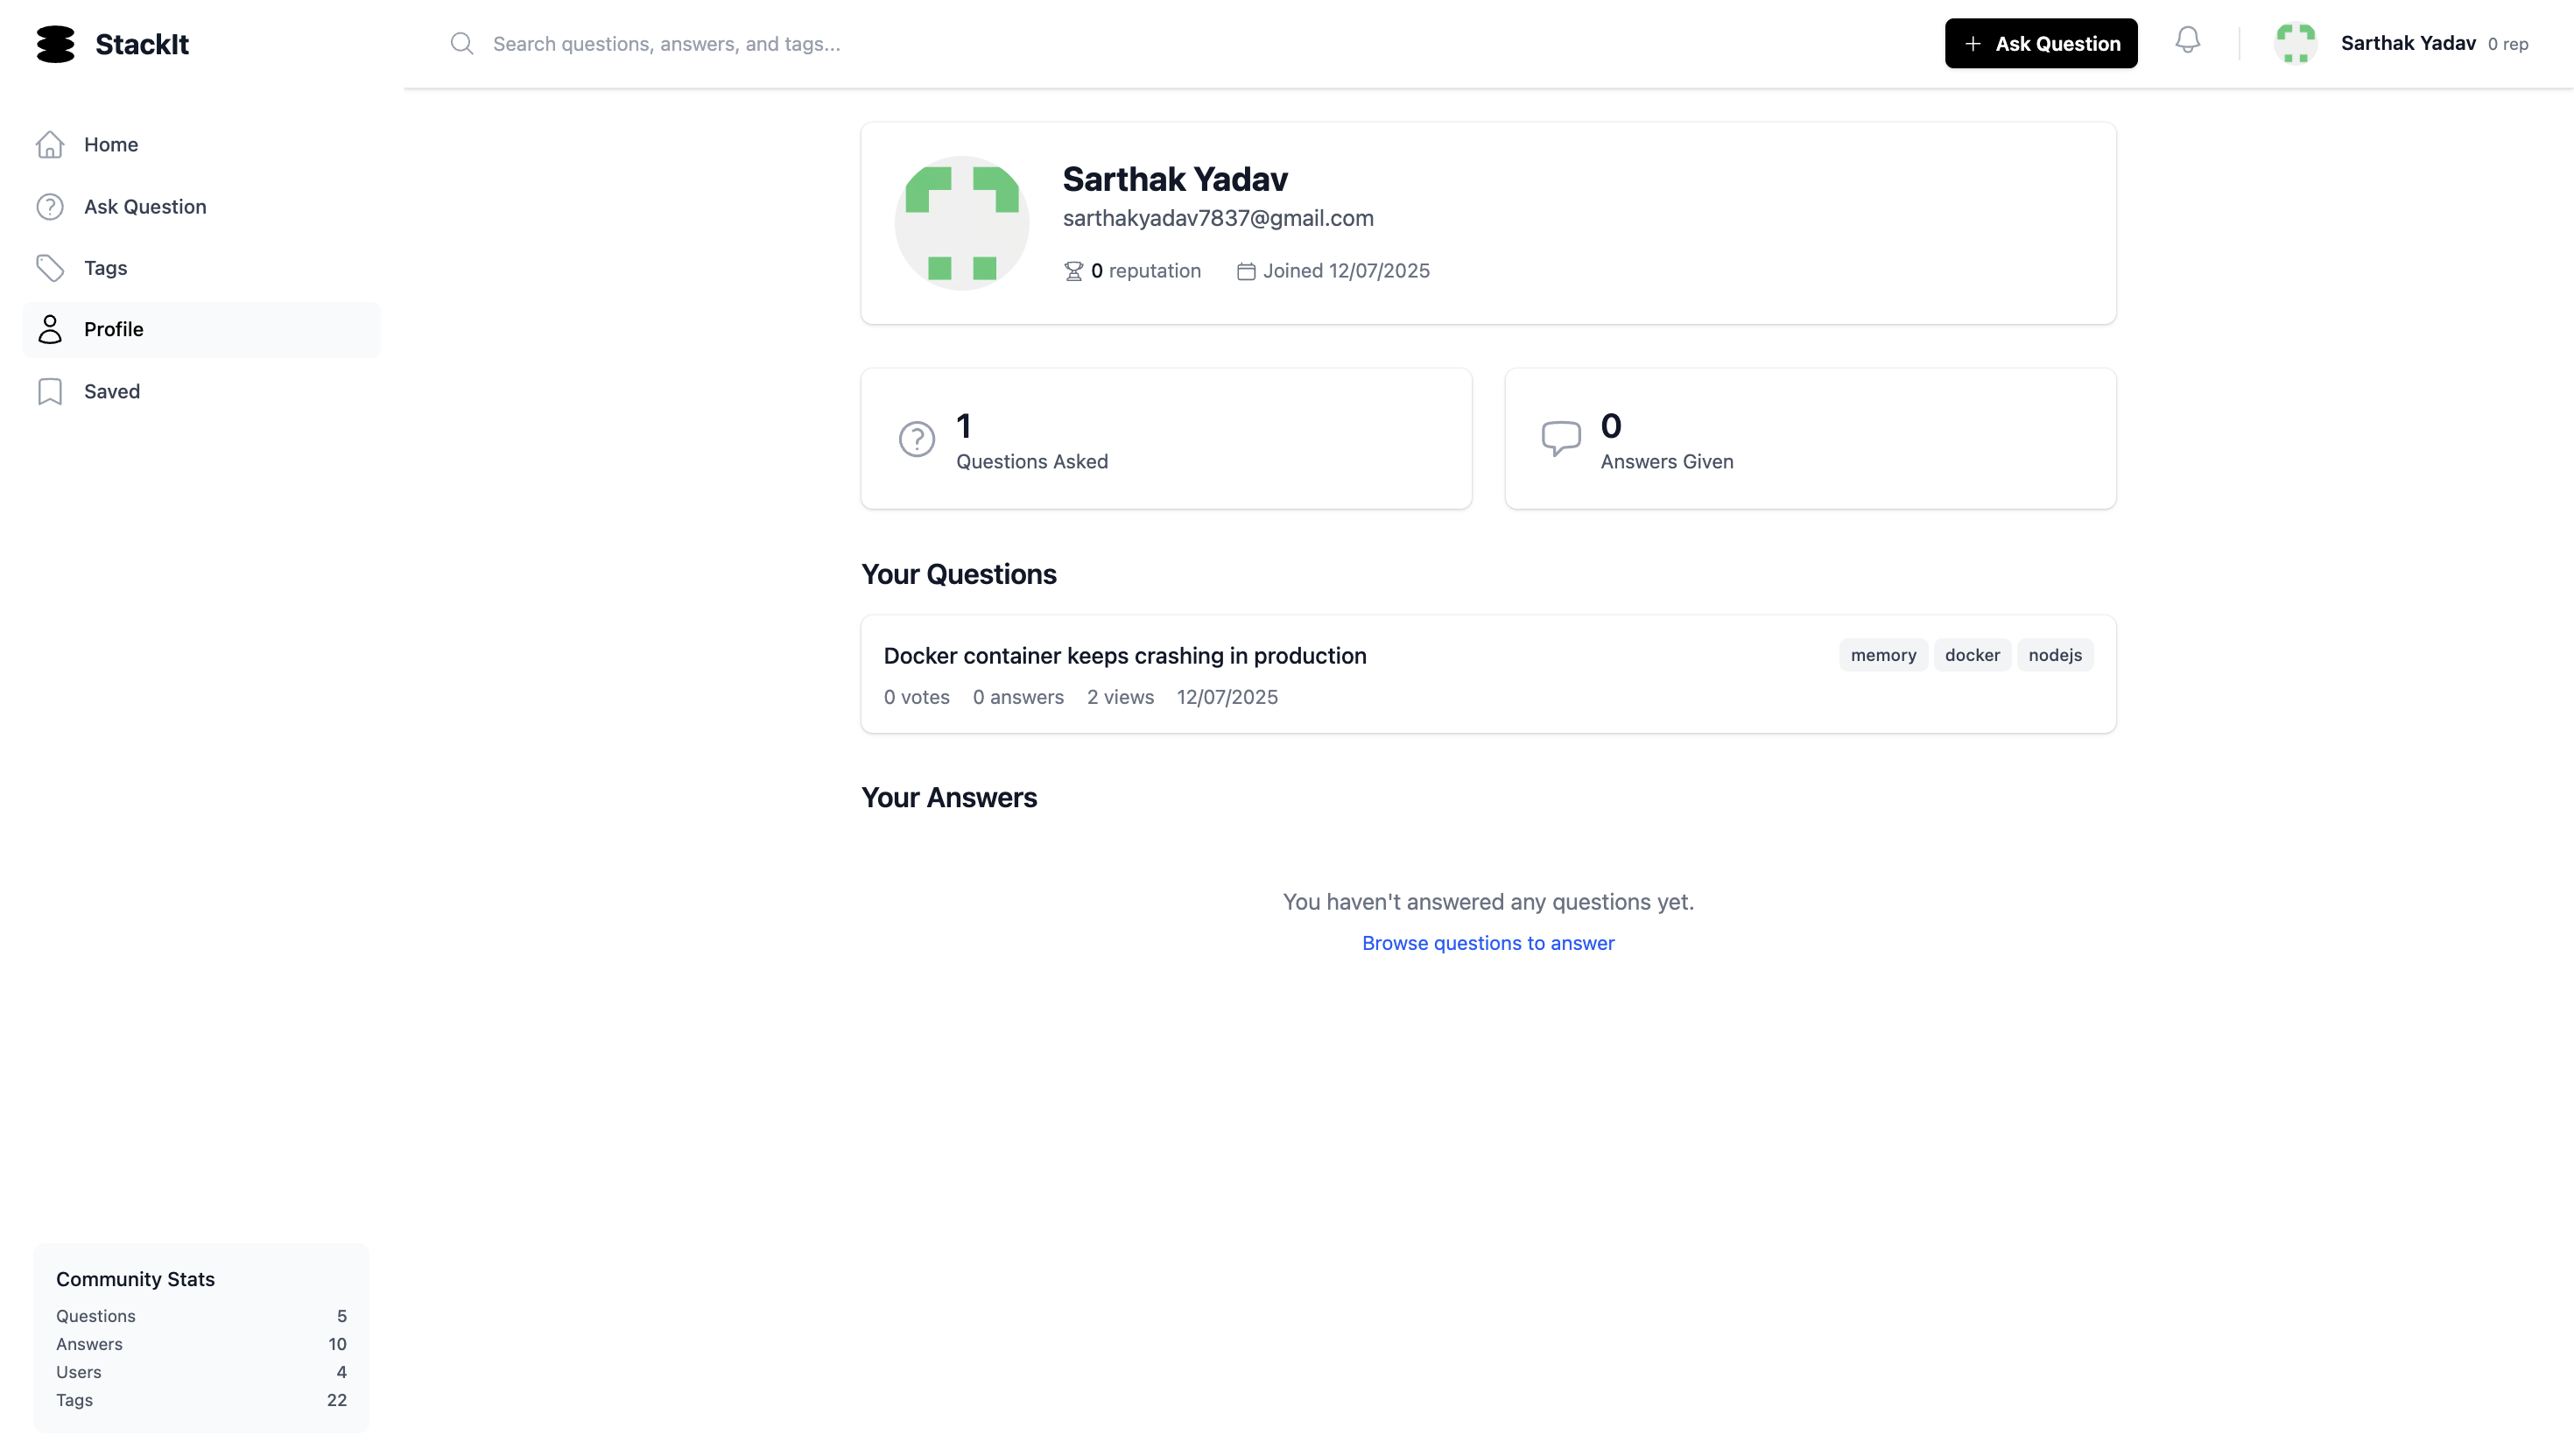 StackIt
Search questions, answers, and tags...
Ask Question
Sarthak Yadav 0 rep
Home
Ask Question
Tags
Profile
Saved
Sarthak Yadav
sarthakyadav7837@gmail.com
0 reputation Joined 12/07/2025
1
Questions Asked
0
Answers Given
Your Questions
Docker container keeps crashing in production
memory docker nodejs
0 votes 0 answers 2 views 12/07/2025
Your Answers
You haven't answered any questions yet.
Browse questions to answer
Community Stats
Questions 5
Answers 10
Users 4
Tags 22